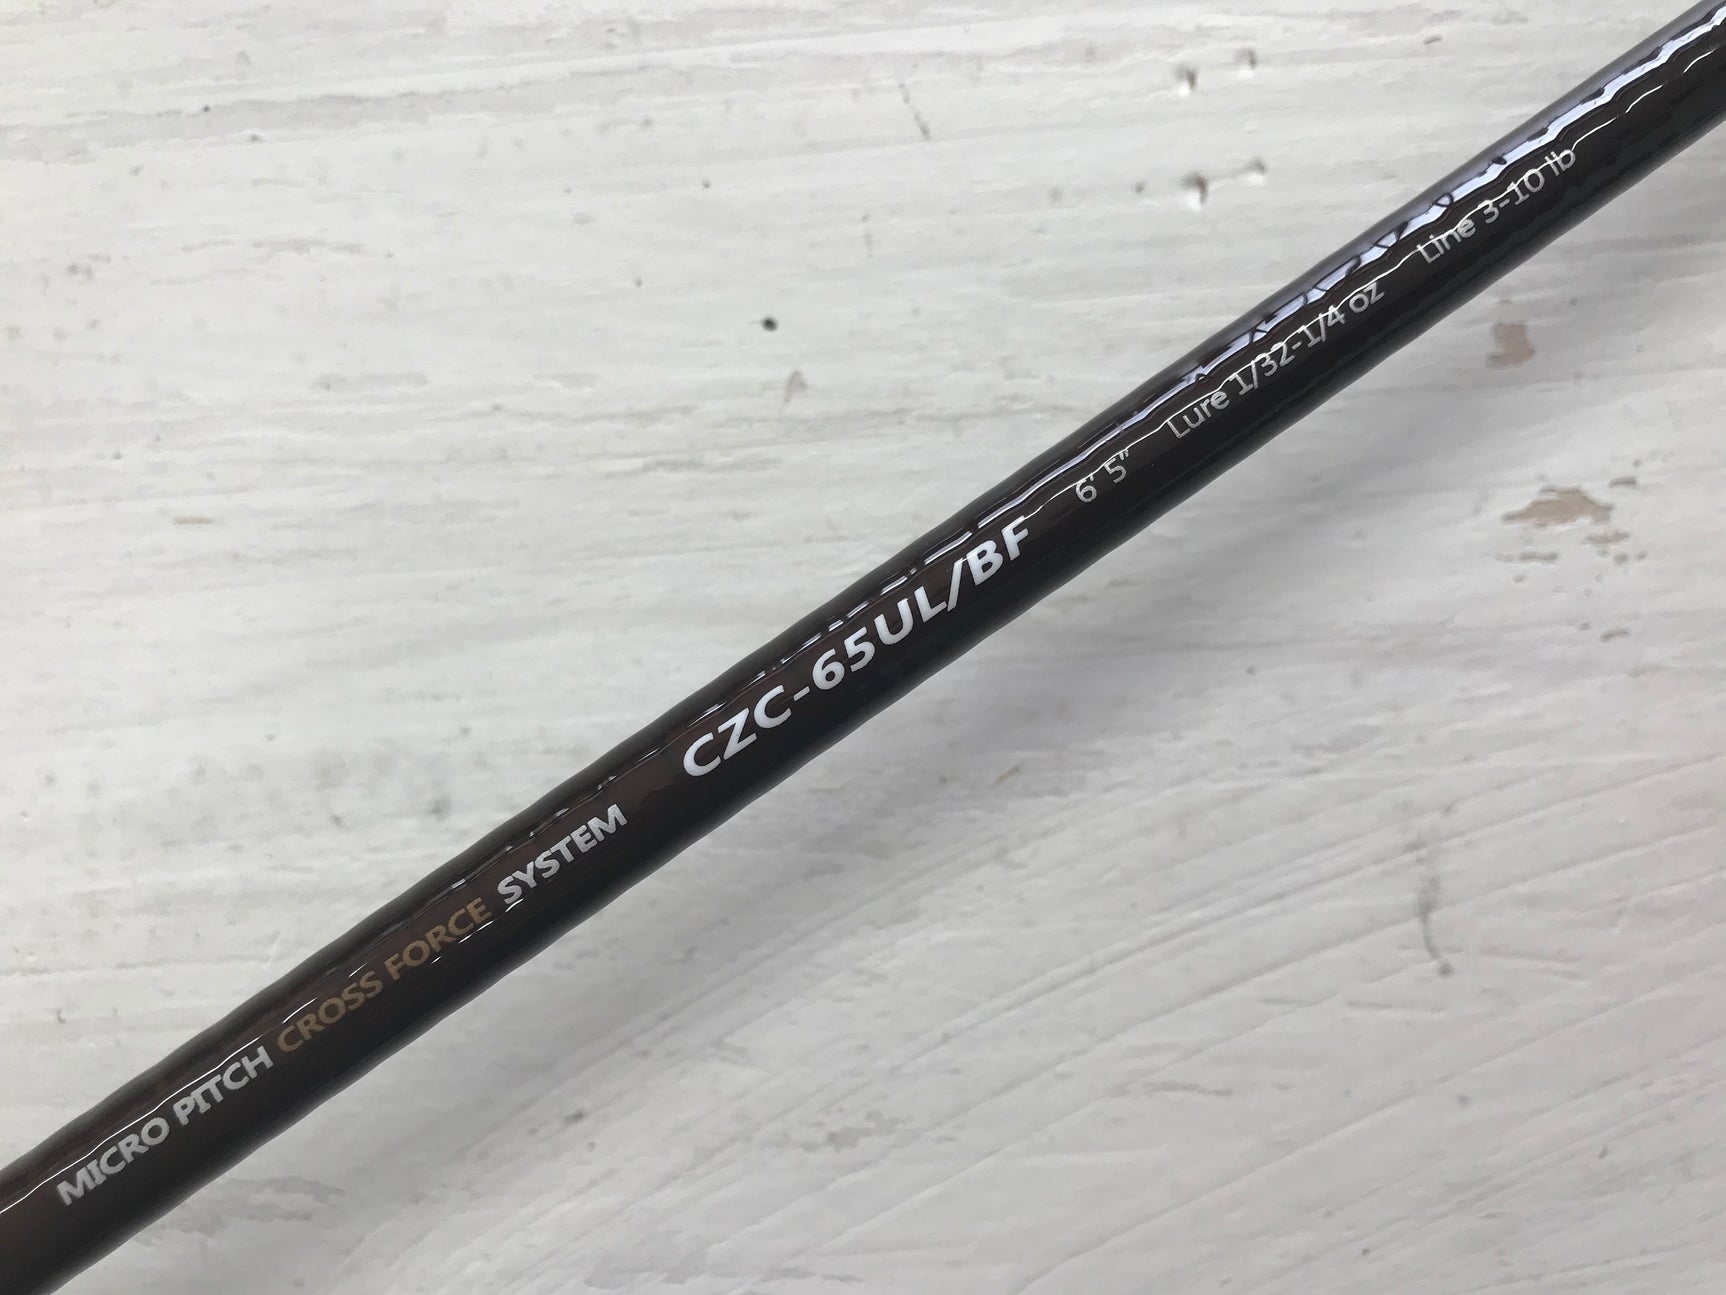 MICRO PITCH CROSS FORCE SYSTEM CZC-65UL/BF 6' 5" Lure 1/32-1/4 oz Line 3-10 lb